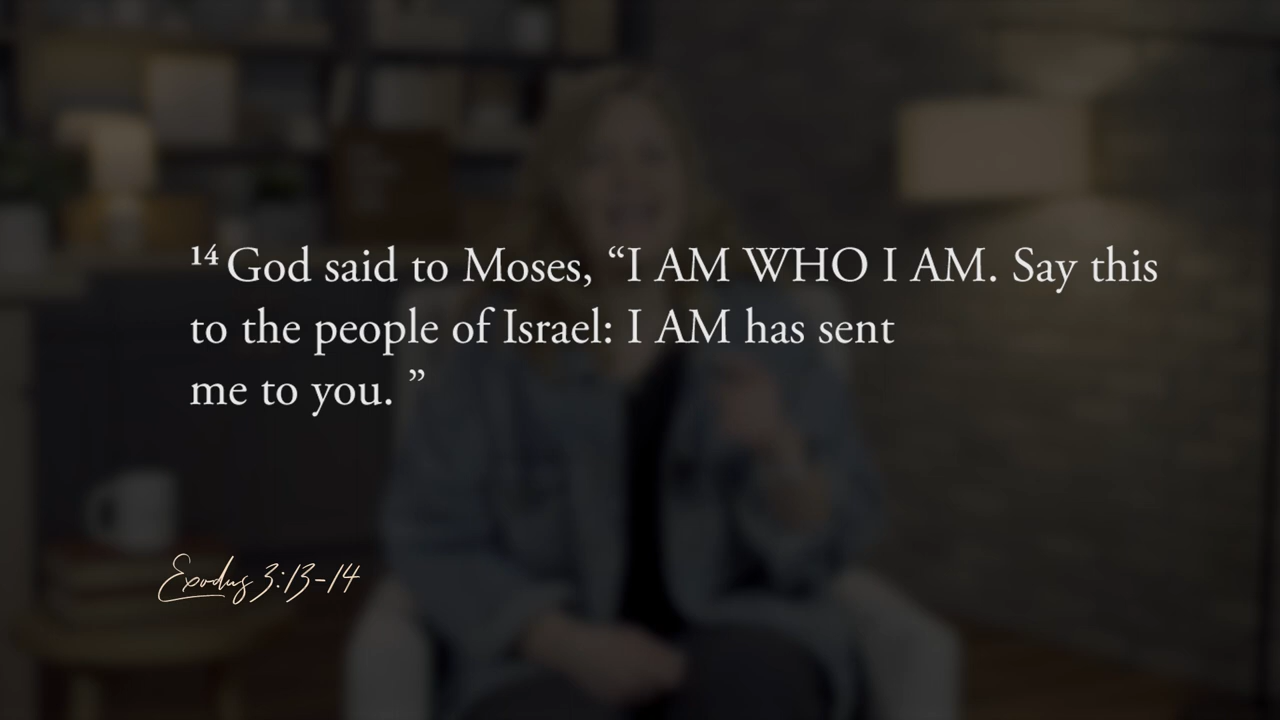 ¹⁴ God said to Moses, “I AM WHO I AM. Say this
to the people of Israel: I AM has sent
me to you. ”
Exodus 3:13-14